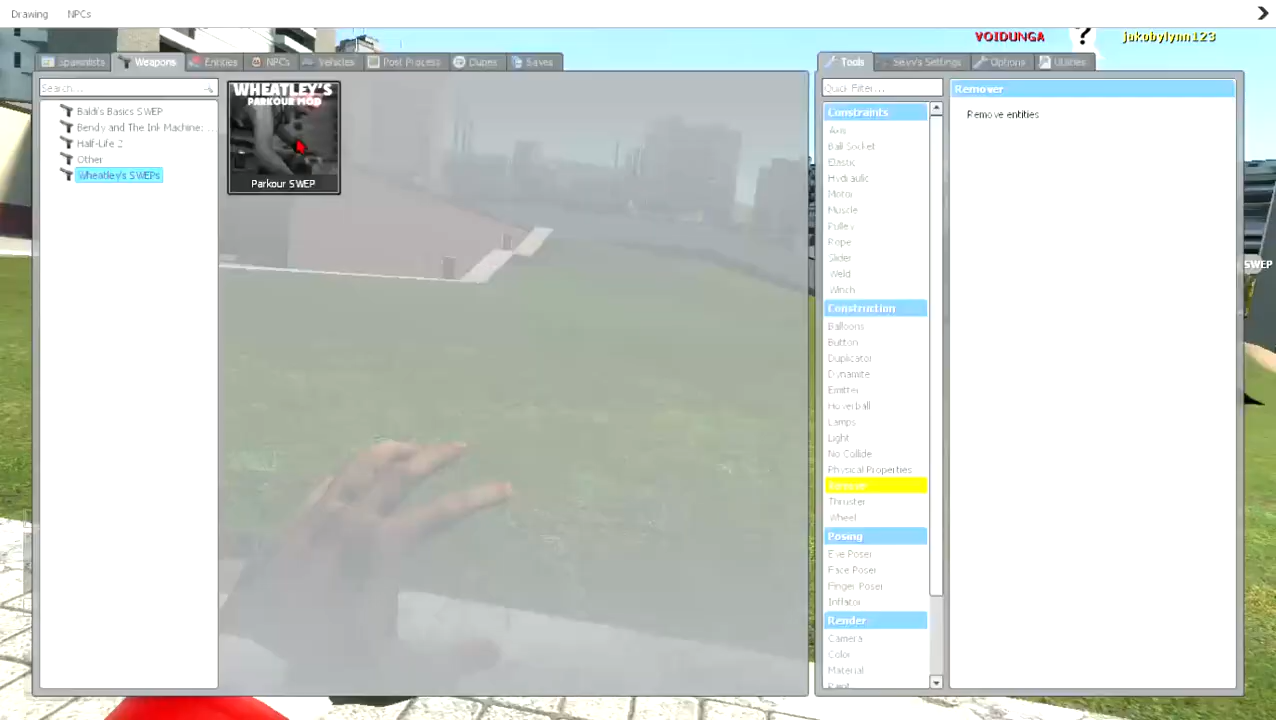 Drawing NPCs
VOIDUNGA ? jakobylynn123
Spawnlists Weapons Entities NPCs Vehicles Post Process Dupes Saves
Tools Options Utilities
Search...
Quick Filter...
Remover
Remove entities
Baldi's Basics SWEP
Bendy and The Ink Machine: ...
Half-Life 2
Other
Wheatley's SWEPs
WHEATLEY'S
PARKOUR MOD
Parkour SWEP
Constraints
Axis
Ball Socket
Elastic
Hydraulic
Motor
Muscle
Pulley
Rope
Slider
Weld
Winch
Construction
Balloons
Button
Duplicator
Dynamite
Emitter
Hoverball
Lamps
Light
No Collide
Physical Properties
Remover
Thruster
Wheel
Posing
Eye Poser
Face Poser
Finger Poser
Inflator
Render
Camera
Color
Material
Paint
SWEP